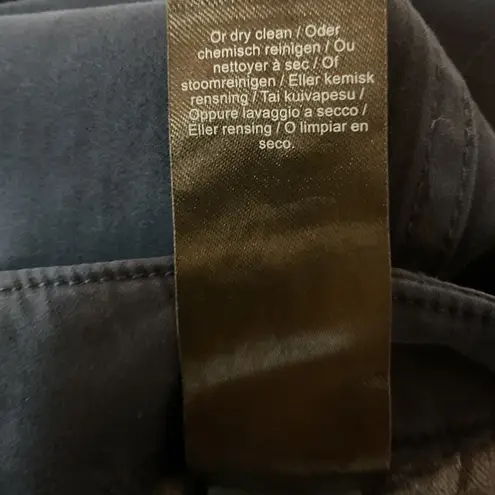 Or dry clean / Oder
chemisch reinigen / Ou
nettoyer à sec / Of
stoomreinigen / Eller kemisk
rensning / Tai kuivapesu /
Oppure lavaggio a secco /
Eller rensing / O limpiar en
seco.